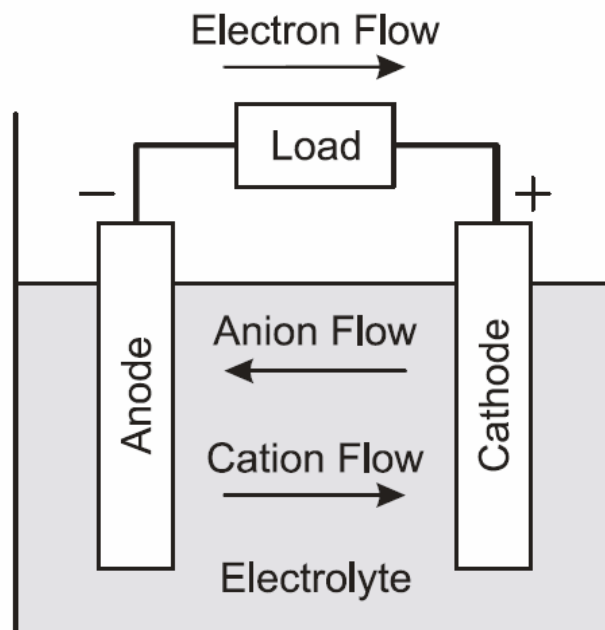 Electron Flow
Load
−
+
Anion Flow
Anode
Cathode
Cation Flow
Electrolyte